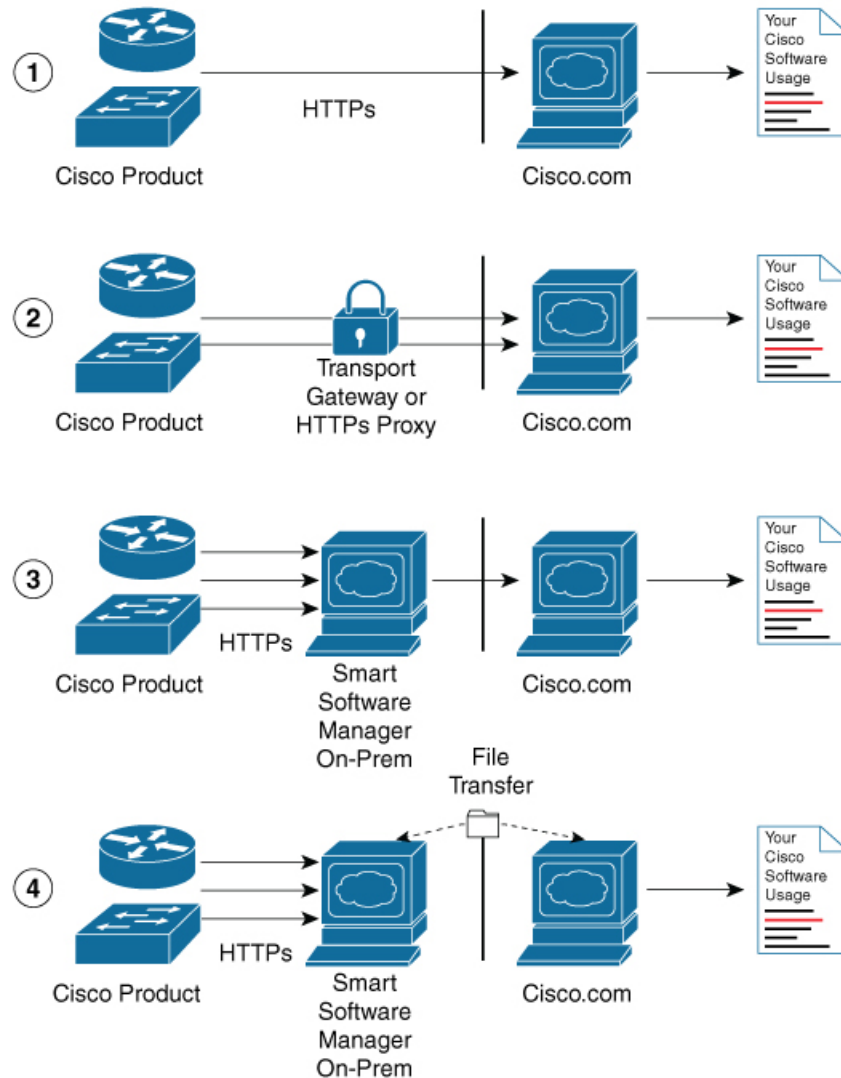 1
HTTPs
Cisco Product
Cisco.com
Your
Cisco
Software
Usage
2
Transport
Gateway or
HTTPs Proxy
Cisco Product
Cisco.com
Your
Cisco
Software
Usage
3
HTTPs
Cisco Product
Smart
Software
Manager
On-Prem
Cisco.com
Your
Cisco
Software
Usage
File
Transfer
4
HTTPs
Cisco Product
Smart
Software
Manager
On-Prem
Cisco.com
Your
Cisco
Software
Usage